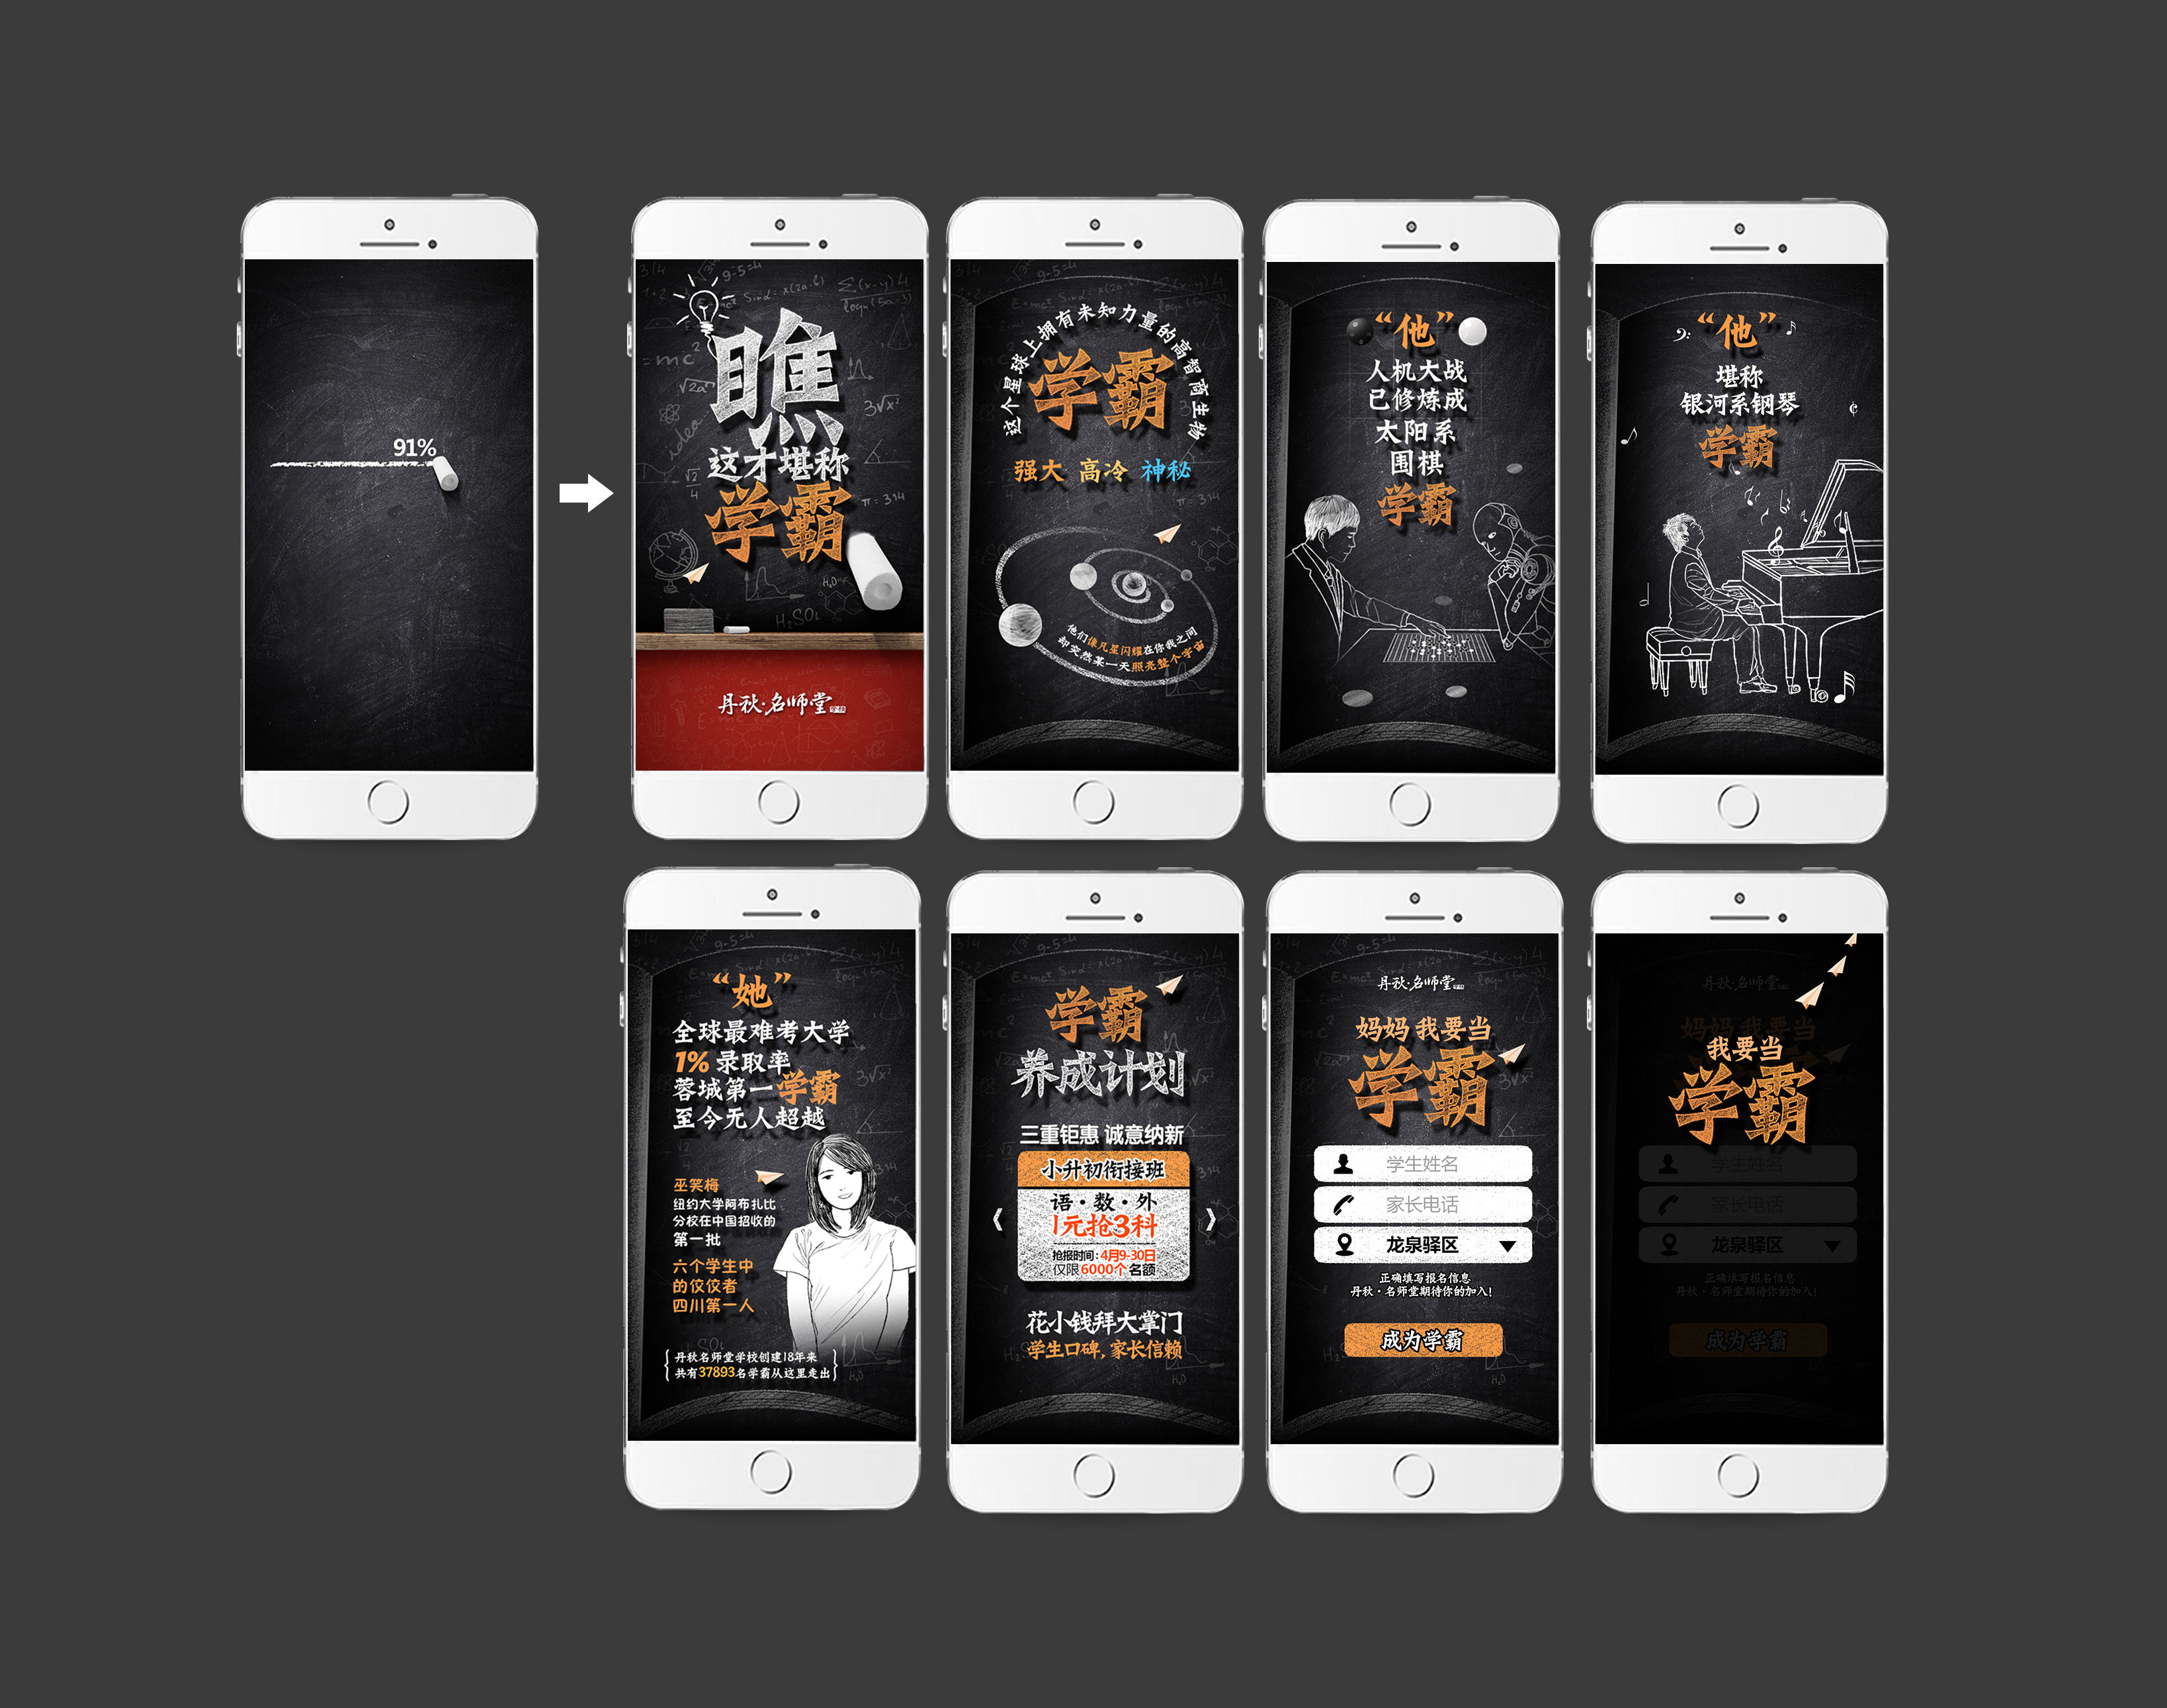 91%
瞧
这才堪称
学霸
丹秋·名师堂
这个星球上拥有未知力量的高智商生物
学霸
强大 高冷 神秘
他们像凡星闪耀在你我之间
却突然某一天照亮整个宇宙
“他”
人机大战
已修炼成
太阳系
围棋
学霸
“他”
堪称
银河系钢琴
学霸
“她”
全球最难考大学
1% 录取率
蓉城第一学霸
至今无人超越
巫笑梅
纽约大学阿布扎比
分校在中国招收的
第一批
六个学生中
的佼佼者
四川第一人
丹秋名师堂学校创建18年来
共有37893名学霸从这里走出
学霸
养成计划
三重钜惠 诚意纳新
小升初衔接班
语·数·外
1元抢3科
抢报时间:4月9-30日
仅限6000个名额
花小钱拜大掌门
学生口碑, 家长信赖
丹秋·名师堂
妈妈 我要当
学霸
学生姓名
家长电话
龙泉驿区
正确填写报名信息
丹秋·名师堂期待你的加入!
成为学霸
丹秋·名师堂
妈妈 我要当
我要当
学霸
学生姓名
家长电话
龙泉驿区
正确填写报名信息
丹秋·名师堂期待你的加入!
成为学霸